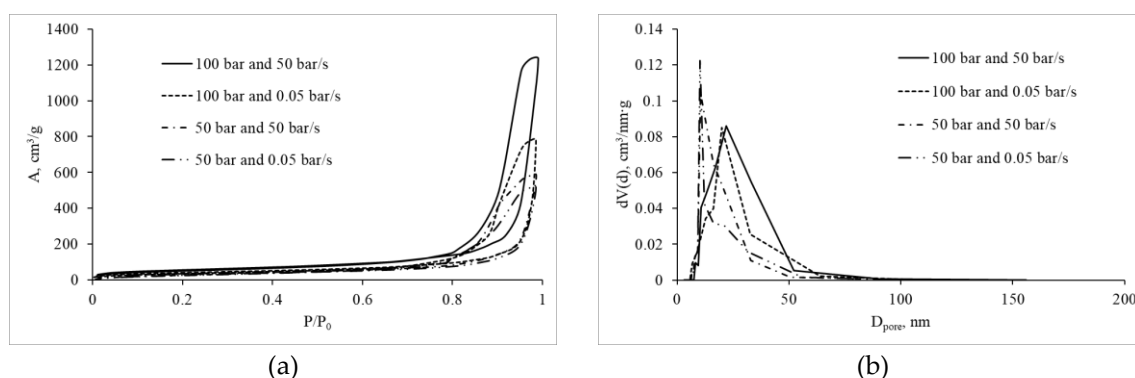 1400
1200
1000
800
600
400
200
0
A, cm³/g
100 bar and 50 bar/s
100 bar and 0.05 bar/s
50 bar and 50 bar/s
50 bar and 0.05 bar/s
0 0.2 0.4 0.6 0.8 1
P/P₀
(a)
0.14
0.12
0.1
0.08
0.06
0.04
0.02
0
dV(d), cm³/nm·g
100 bar and 50 bar/s
100 bar and 0.05 bar/s
50 bar and 50 bar/s
50 bar and 0.05 bar/s
0 50 100 150 200
Dpore, nm
(b)